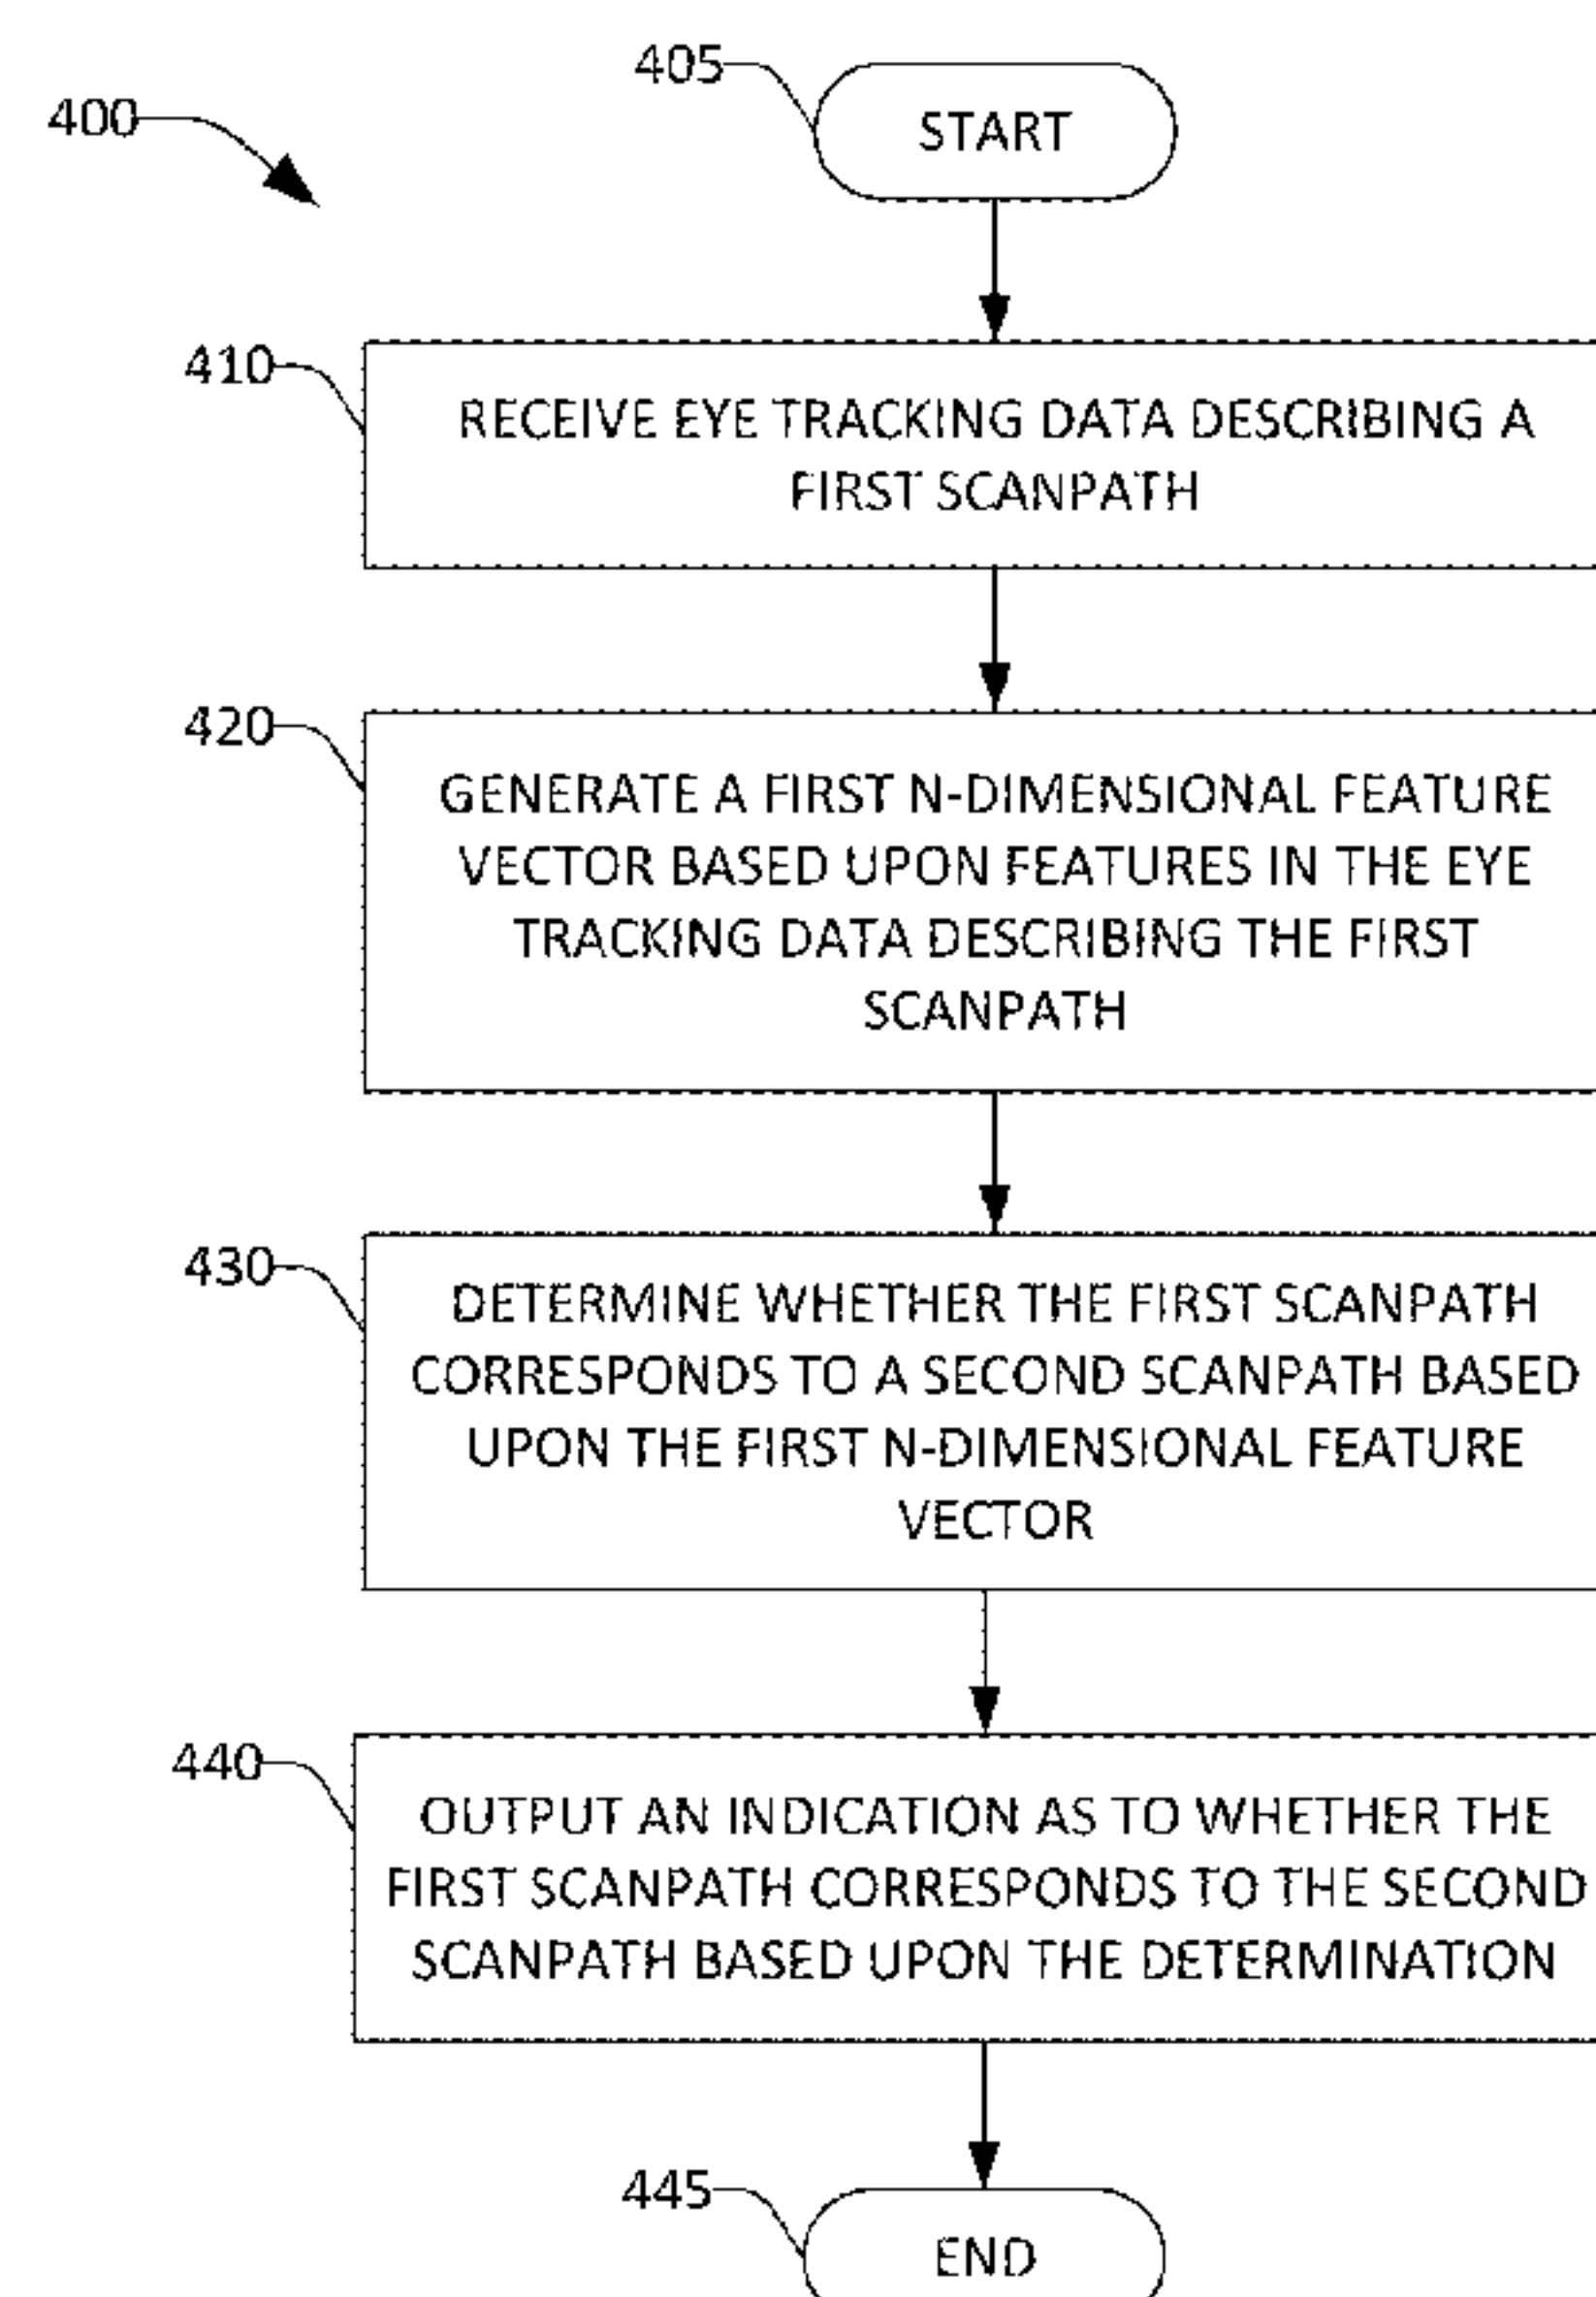 405
START
400
410
RECEIVE EYE TRACKING DATA DESCRIBING A
FIRST SCANPATH
420
GENERATE A FIRST N-DIMENSIONAL FEATURE
VECTOR BASED UPON FEATURES IN THE EYE
TRACKING DATA DESCRIBING THE FIRST
SCANPATH
430
DETERMINE WHETHER THE FIRST SCANPATH
CORRESPONDS TO A SECOND SCANPATH BASED
UPON THE FIRST N-DIMENSIONAL FEATURE
VECTOR
440
OUTPUT AN INDICATION AS TO WHETHER THE
FIRST SCANPATH CORRESPONDS TO THE SECOND
SCANPATH BASED UPON THE DETERMINATION
445
END